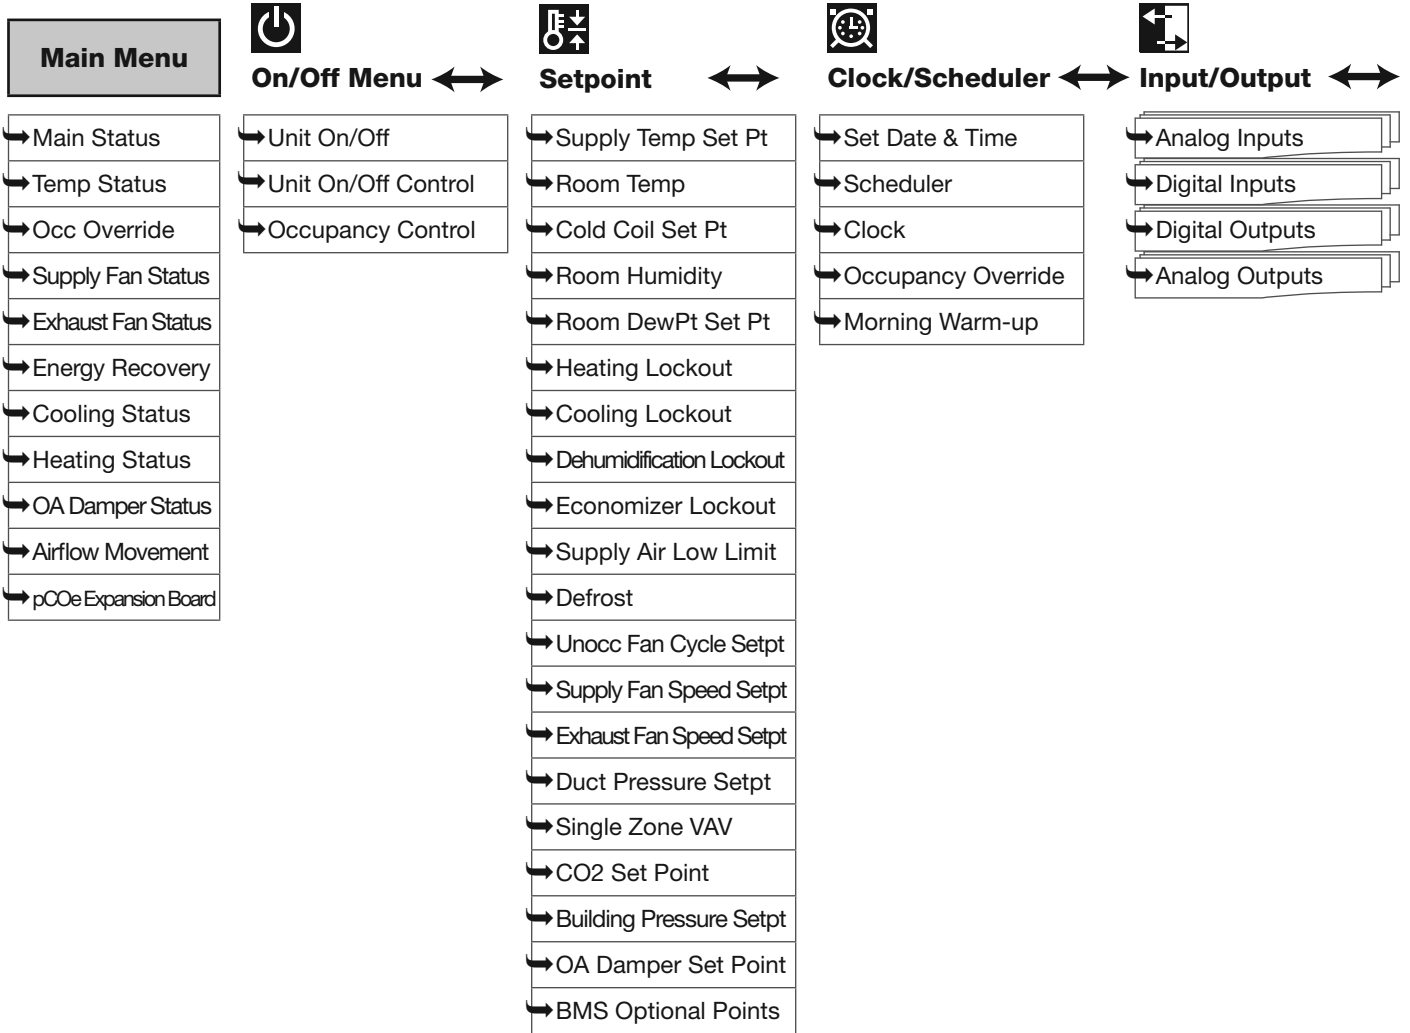 Main Menu
On/Off Menu
Setpoint
Clock/Scheduler
Input/Output
Main Status
Temp Status
Occ Override
Supply Fan Status
Exhaust Fan Status
Energy Recovery
Cooling Status
Heating Status
OA Damper Status
Airflow Movement
pCOe Expansion Board
Unit On/Off
Unit On/Off Control
Occupancy Control
Supply Temp Set Pt
Room Temp
Cold Coil Set Pt
Room Humidity
Room DewPt Set Pt
Heating Lockout
Cooling Lockout
Dehumidification Lockout
Economizer Lockout
Supply Air Low Limit
Defrost
Unocc Fan Cycle Setpt
Supply Fan Speed Setpt
Exhaust Fan Speed Setpt
Duct Pressure Setpt
Single Zone VAV
CO2 Set Point
Building Pressure Setpt
OA Damper Set Point
BMS Optional Points
Set Date & Time
Scheduler
Clock
Occupancy Override
Morning Warm-up
Analog Inputs
Digital Inputs
Digital Outputs
Analog Outputs